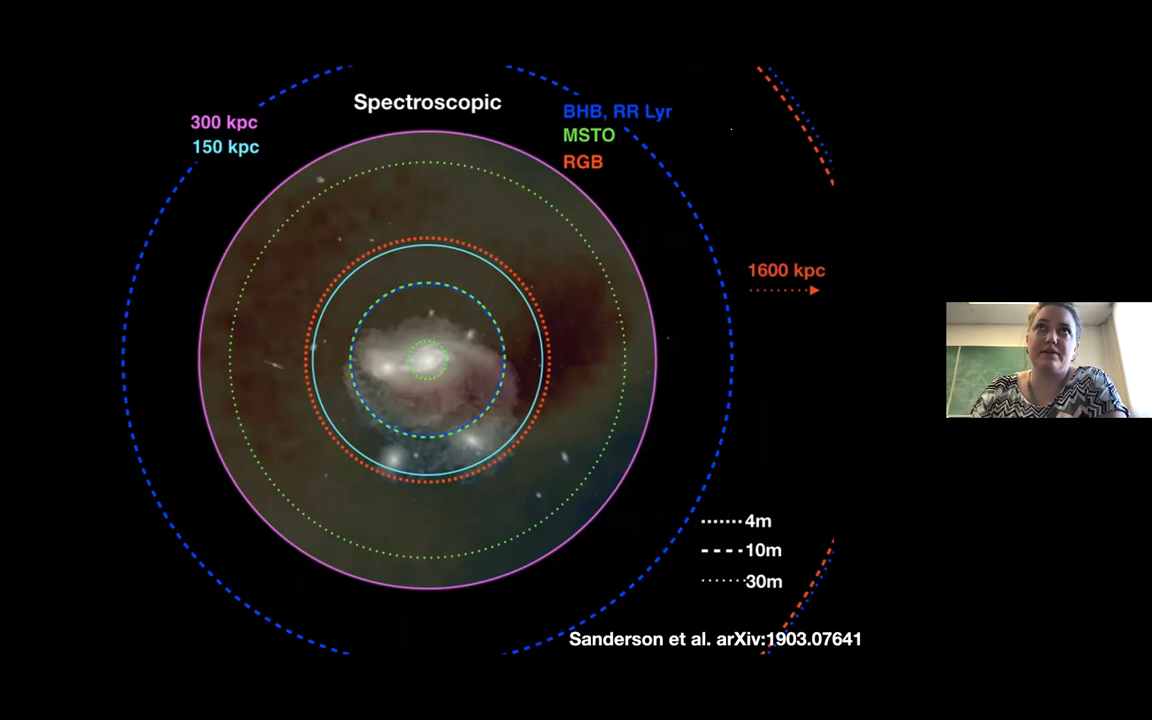 Spectroscopic
300 kpc
150 kpc
BHB, RR Lyr
MSTO
RGB
1600 kpc
4m
10m
30m
Sanderson et al. arXiv:1903.07641